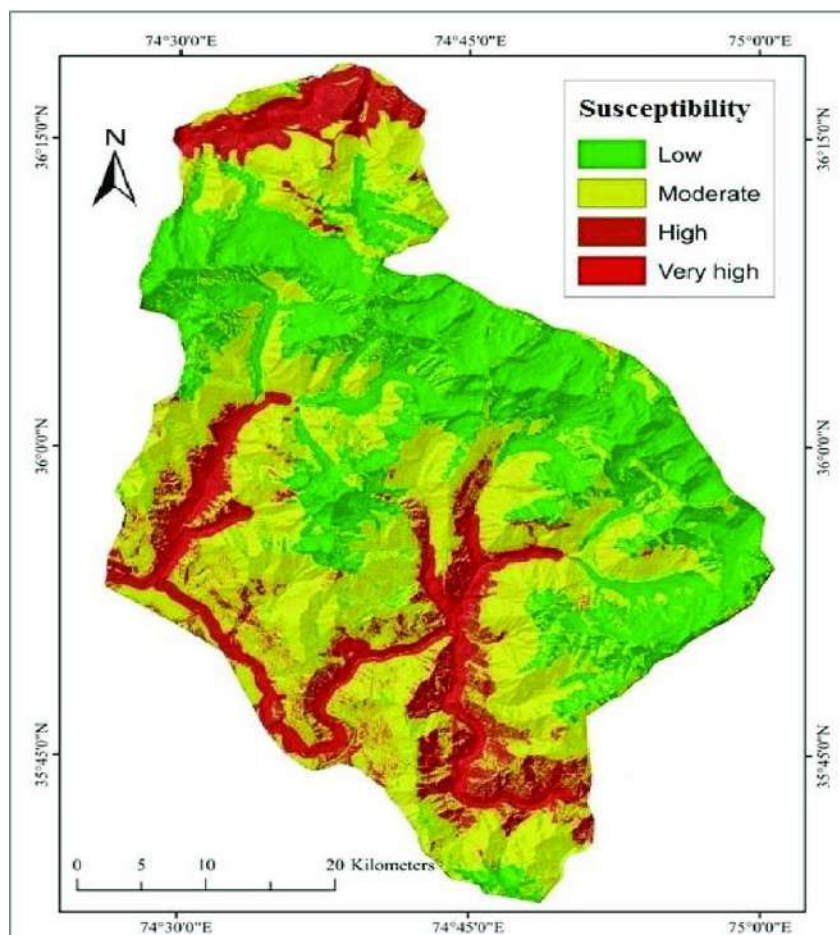 74°30'0"E 74°45'0"E 75°0'0"E
Susceptibility
Low
Moderate
High
Very high
N
36°15'0"N 36°15'0"N
36°0'0"N 36°0'0"N
35°45'0"N 35°45'0"N
0 5 10 20 Kilometers
74°30'0"E 74°45'0"E 75°0'0"E